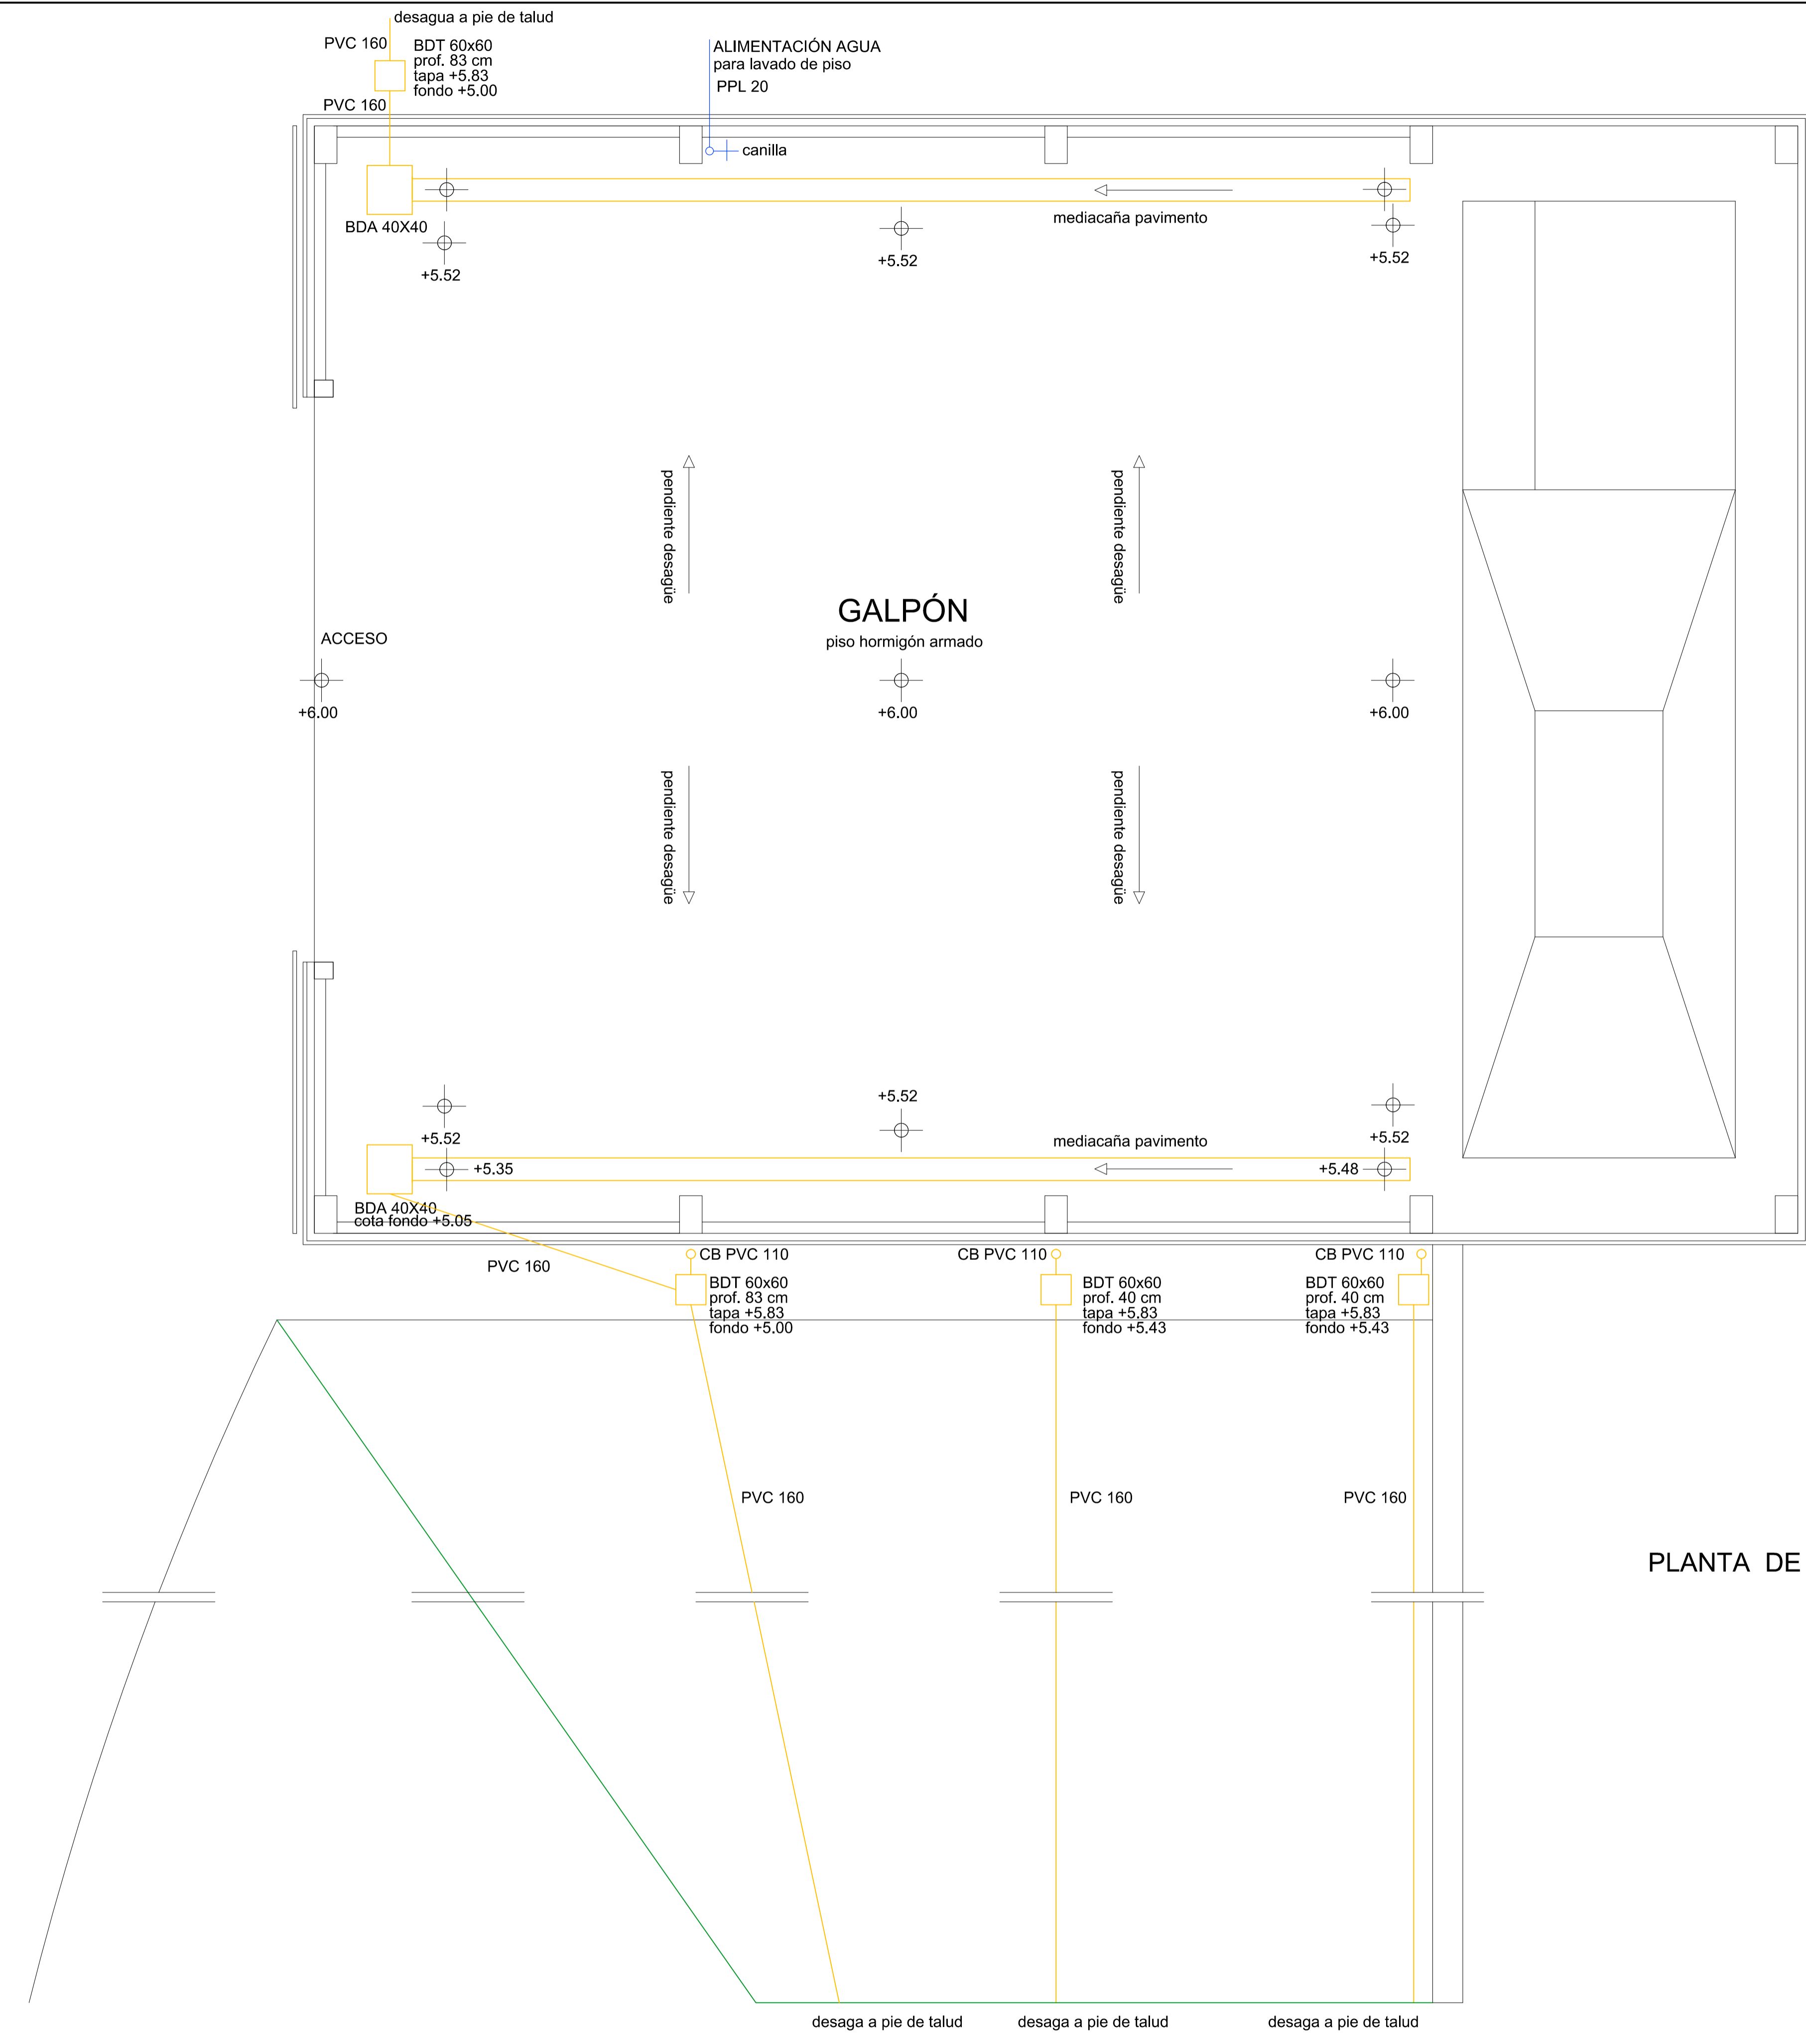 desagua a pie de talud
PVC 160
BDT 60x60
prof. 83 cm
tapa +5.83
fondo +5.00
PVC 160
ALIMENTACIÓN AGUA
para lavado de piso
PPL 20
canilla
BDA 40X40
mediacaña pavimento
+5.52
+5.52
+5.52
pendiente desagüe
pendiente desagüe
GALPÓN
piso hormigón armado
ACCESO
+6.00
+6.00
+6.00
pendiente desagüe
pendiente desagüe
+5.52
+5.52
+5.52
mediacaña pavimento
+5.35
+5.48
BDA 40X40
cota fondo +5.05
PVC 160
CB PVC 110
CB PVC 110
CB PVC 110
BDT 60x60
prof. 83 cm
tapa +5.83
fondo +5.00
BDT 60x60
prof. 40 cm
tapa +5.83
fondo +5.43
BDT 60x60
prof. 40 cm
tapa +5.83
fondo +5.43
PVC 160
PVC 160
PVC 160
PLANTA DE
desaga a pie de talud
desaga a pie de talud
desaga a pie de talud